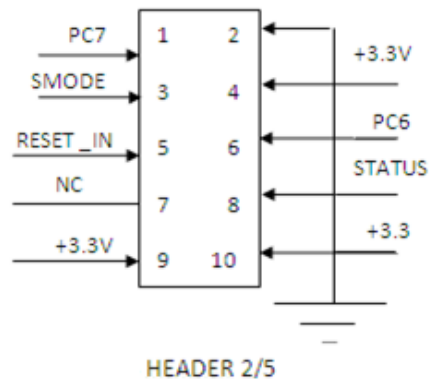 PC7 1 2
+3.3V
SMODE 3 4
PC6
RESET _IN 5 6
STATUS
NC 7 8
+3.3
+3.3V 9 10
HEADER 2/5